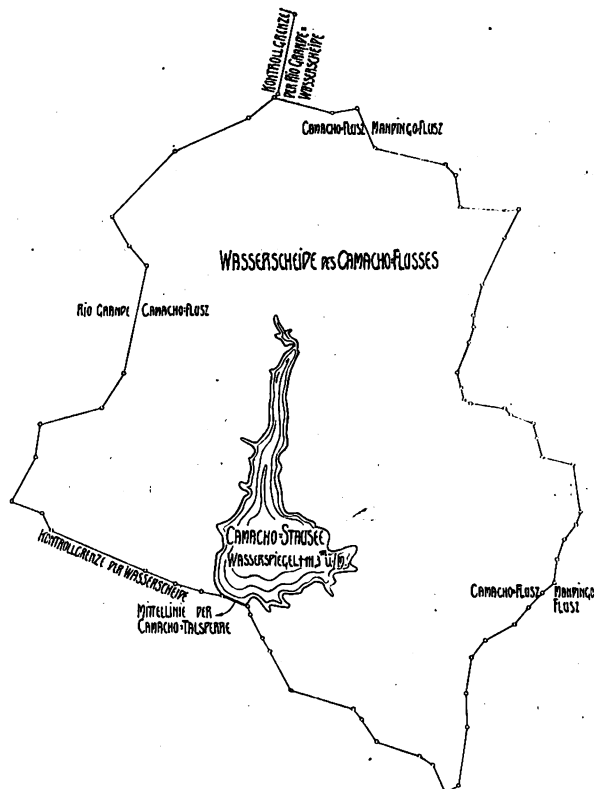 KONTROLLGRENZE
DER RIO GRANDE=
WASSERSCHEIDE
CAMACHO-FLUSZ MANDINGO-FLUSZ
WASSERSCHEIDE DES CAMACHO-FLUSSES
RIO GRANDE CAMACHO-FLUSZ
CAMACHO-STAUSEE
WASSERSPIEGEL
KONTROLLGRENZE DER WASSERSCHEIDE
MITTELLINIE DER
CAMACHO-TALSPERRE
CAMACHO-FLUSZ MANDINGO
FLUSZ